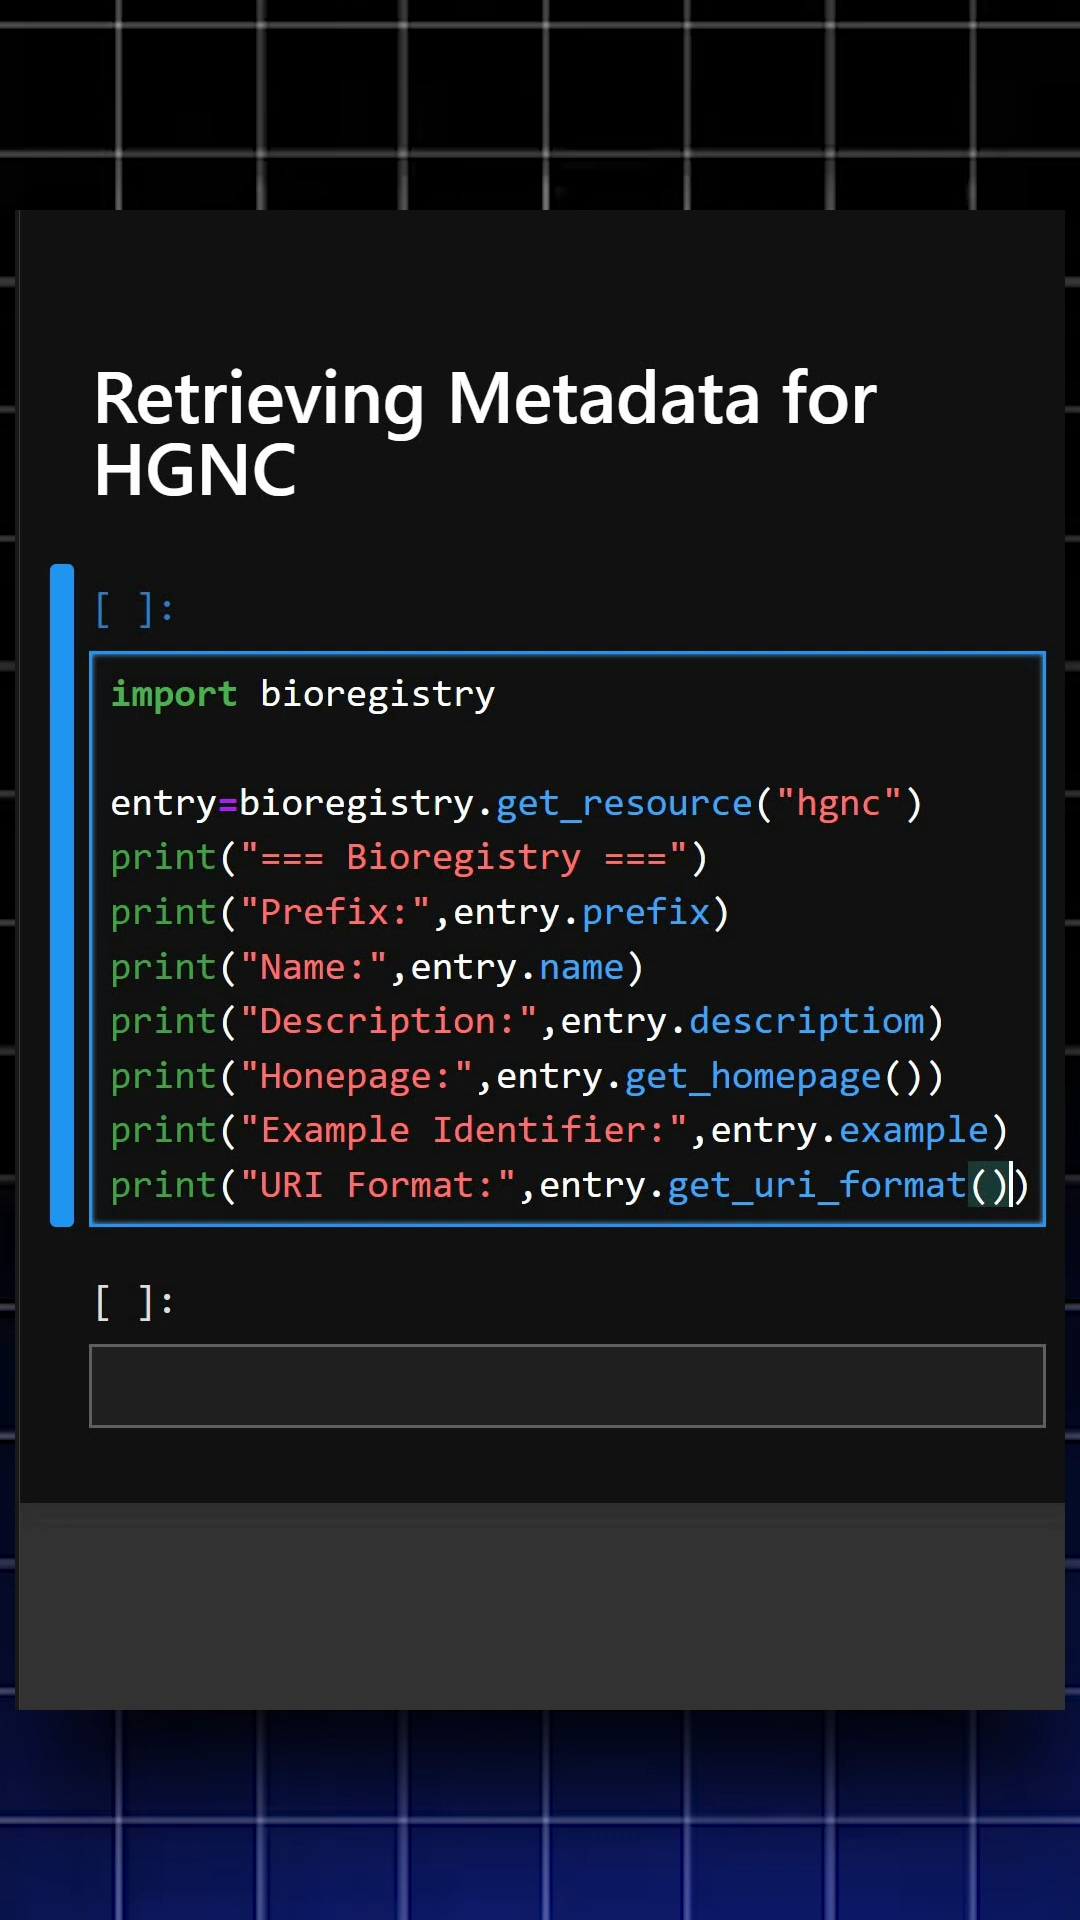 Retrieving Metadata for
HGNC
[ ]:
import bioregistry
entry=bioregistry.get_resource("hgnc")
print("=== Bioregistry ===")
print("Prefix:",entry.prefix)
print("Name:",entry.name)
print("Description:",entry.descriptiom)
print("Honepage:",entry.get_homepage())
print("Example Identifier:",entry.example)
print("URI Format:",entry.get_uri_format())
[ ]: